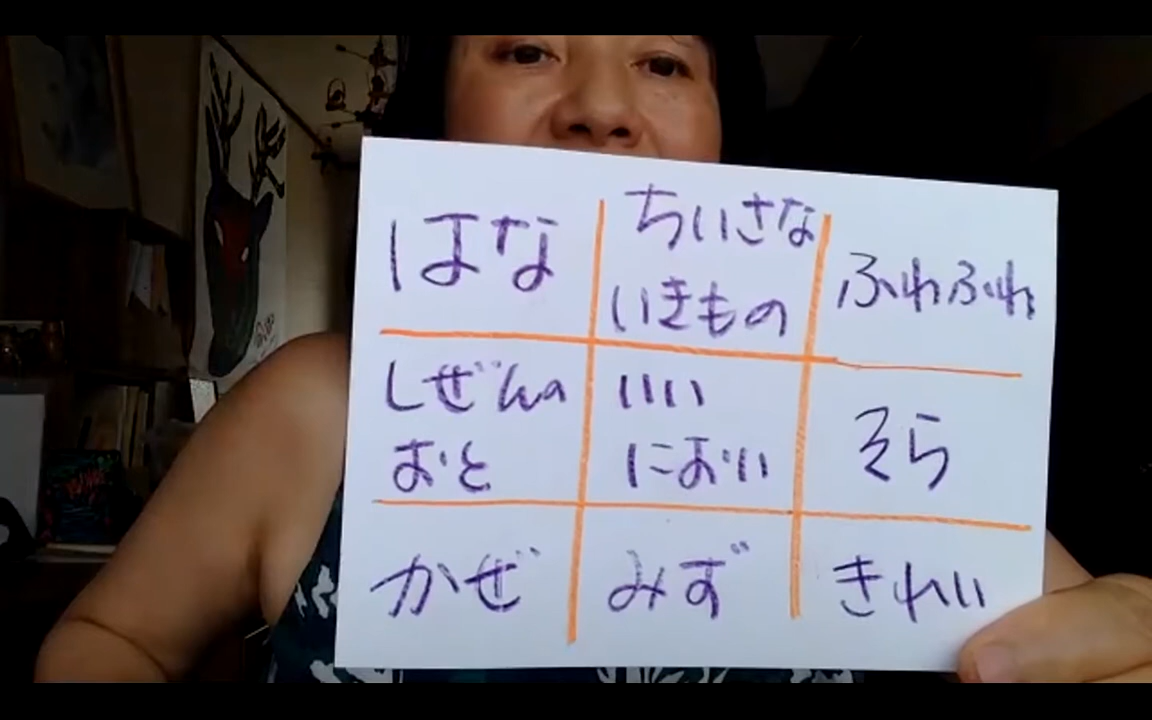 はな
ちいさな
いきもの
ふわふわ
しぜんの
おと
いい
におい
そら
かぜ
みず
きれい